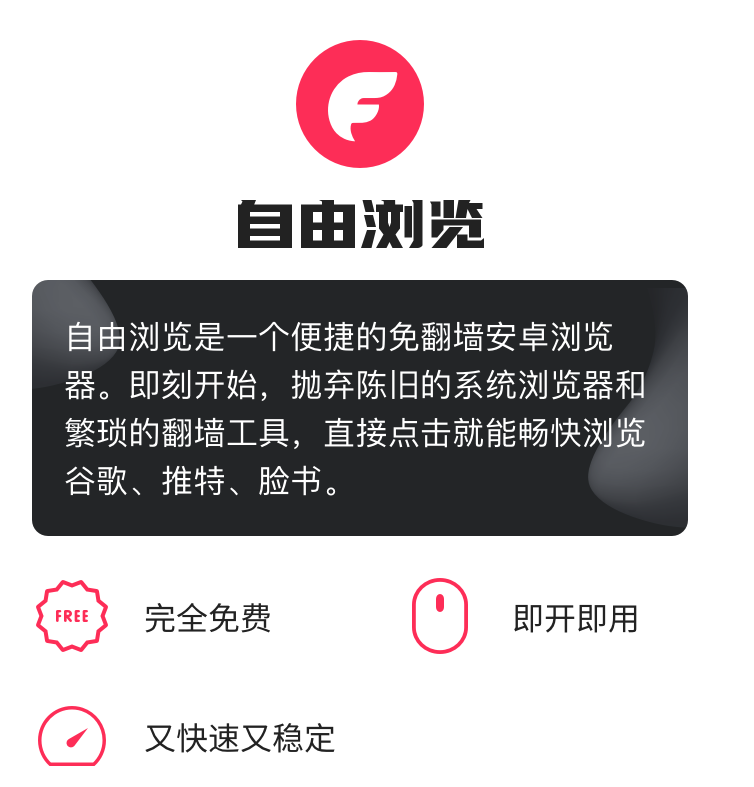 自由浏览
自由浏览是一个便捷的免翻墙安卓浏览
器。即刻开始，抛弃陈旧的系统浏览器和
繁琐的翻墙工具，直接点击就能畅快浏览
谷歌、推特、脸书。
FREE
完全免费
即开即用
又快速又稳定